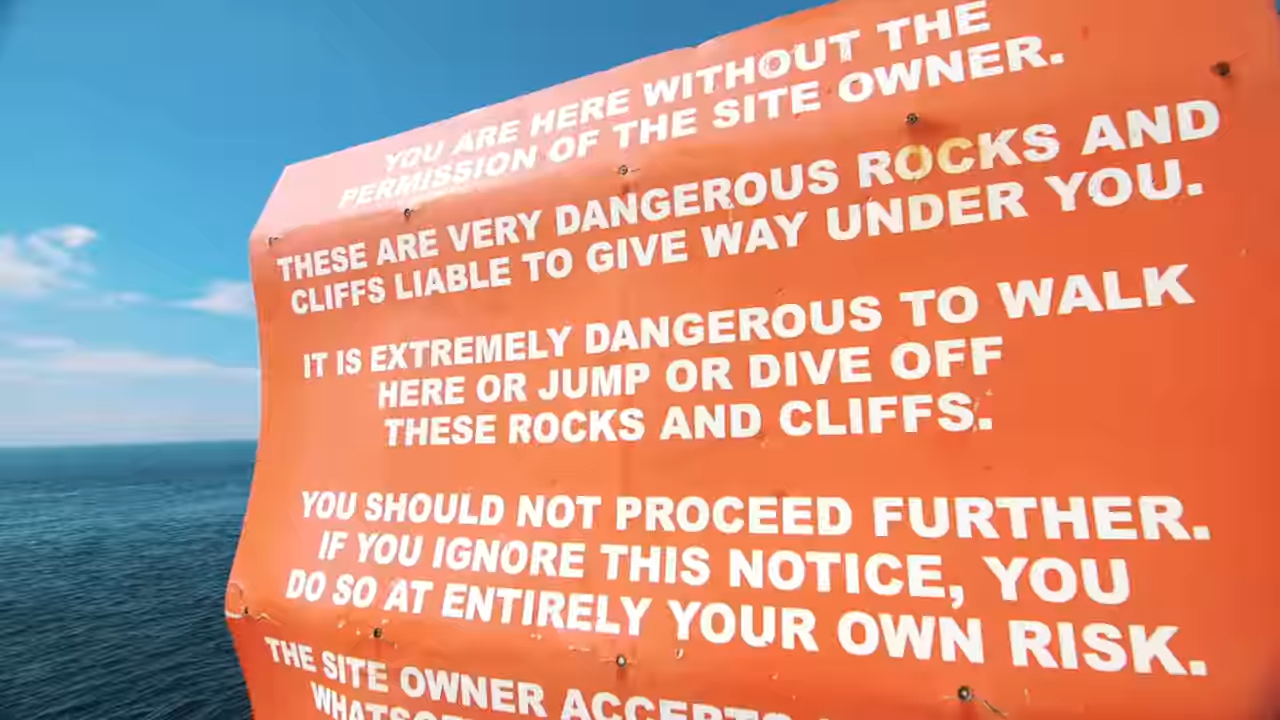 YOU ARE HERE WITHOUT THE
PERMISSION OF THE SITE OWNER.
THESE ARE VERY DANGEROUS ROCKS AND
CLIFFS LIABLE TO GIVE WAY UNDER YOU.
IT IS EXTREMELY DANGEROUS TO WALK
HERE OR JUMP OR DIVE OFF
THESE ROCKS AND CLIFFS.
YOU SHOULD NOT PROCEED FURTHER.
IF YOU IGNORE THIS NOTICE, YOU
DO SO AT ENTIRELY YOUR OWN RISK.
THE SITE OWNER ACCEPTS